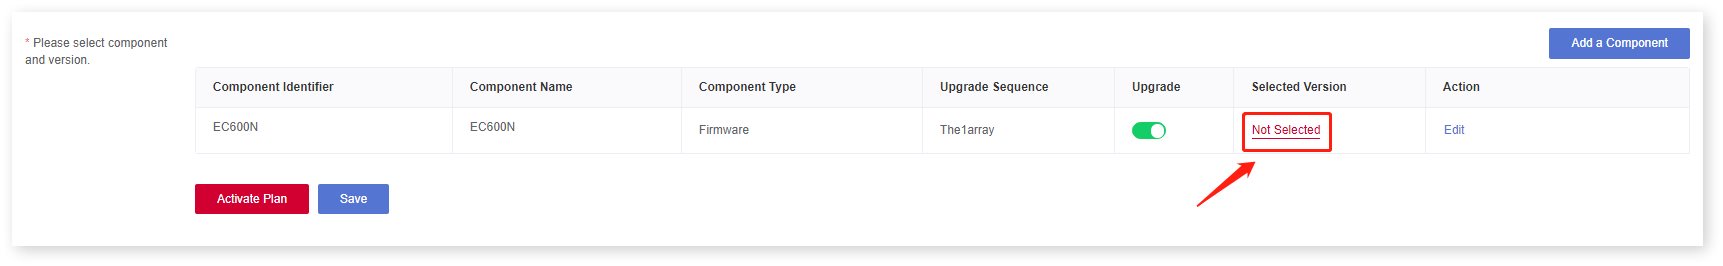 * Please select component
and version.
Add a Component
Component Identifier Component Name Component Type Upgrade Sequence Upgrade Selected Version Action
EC600N EC600N Firmware The1array Not Selected Edit
Activate Plan Save